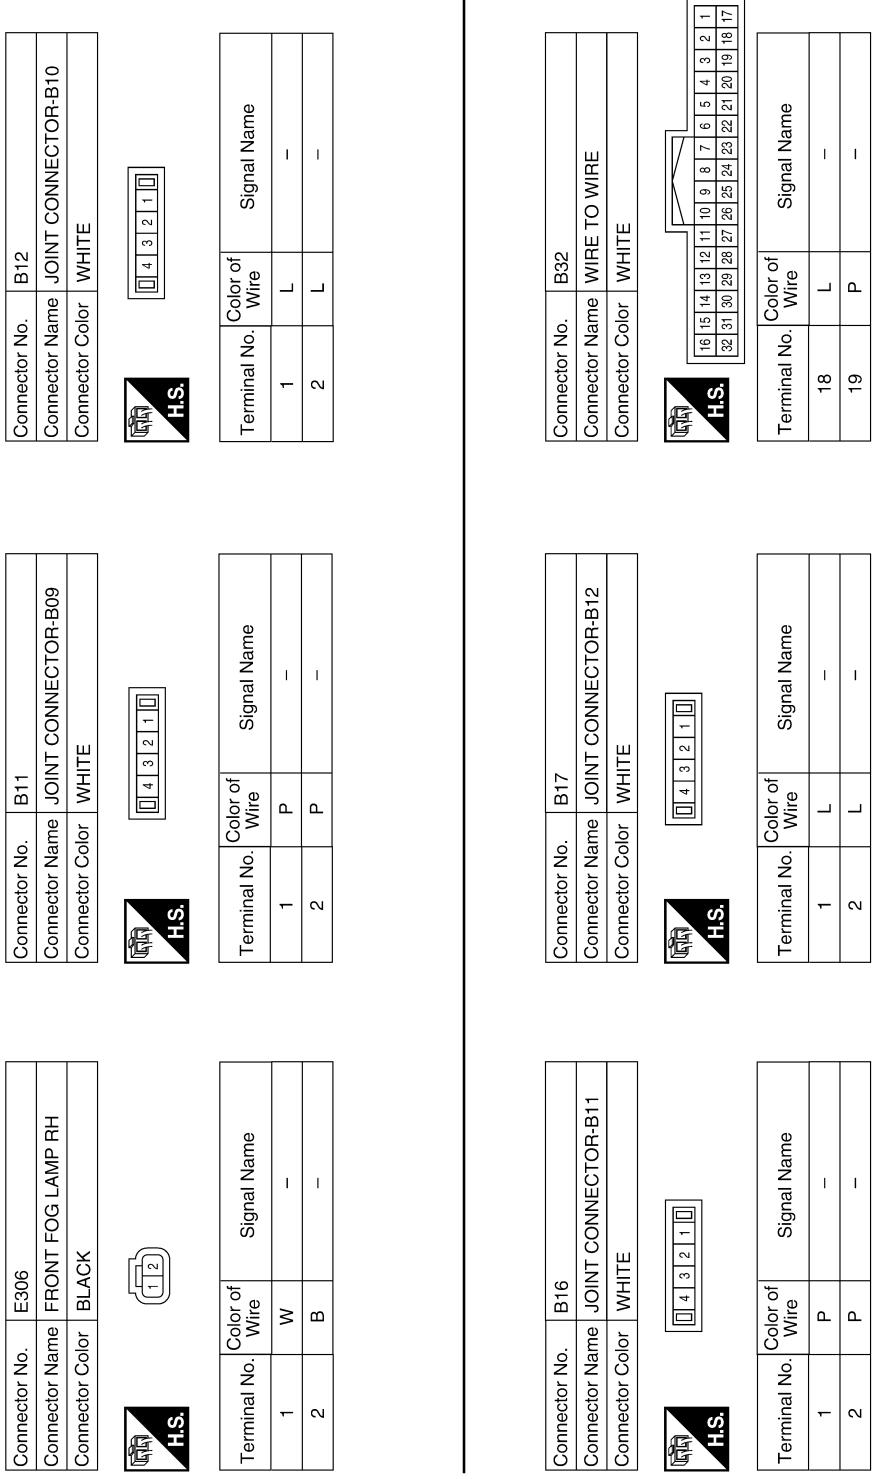 Connector No. E306
Connector Name FRONT FOG LAMP RH
Connector Color BLACK
H.S.
1 2
Terminal No. Color of Wire Signal Name
1 W –
2 B –
Connector No. B11
Connector Name JOINT CONNECTOR-B09
Connector Color WHITE
H.S.
4 3 2 1
Terminal No. Color of Wire Signal Name
1 P –
2 P –
Connector No. B12
Connector Name JOINT CONNECTOR-B10
Connector Color WHITE
H.S.
4 3 2 1
Terminal No. Color of Wire Signal Name
1 L –
2 L –
Connector No. B16
Connector Name JOINT CONNECTOR-B11
Connector Color WHITE
H.S.
4 3 2 1
Terminal No. Color of Wire Signal Name
1 P –
2 P –
Connector No. B17
Connector Name JOINT CONNECTOR-B12
Connector Color WHITE
H.S.
4 3 2 1
Terminal No. Color of Wire Signal Name
1 L –
2 L –
Connector No. B32
Connector Name WIRE TO WIRE
Connector Color WHITE
H.S.
16 15 14 13 12 11 10 9 8 7 6 5 4 3 2 1
32 31 30 29 28 27 26 25 24 23 22 21 20 19 18 17
Terminal No. Color of Wire Signal Name
18 L –
19 P –